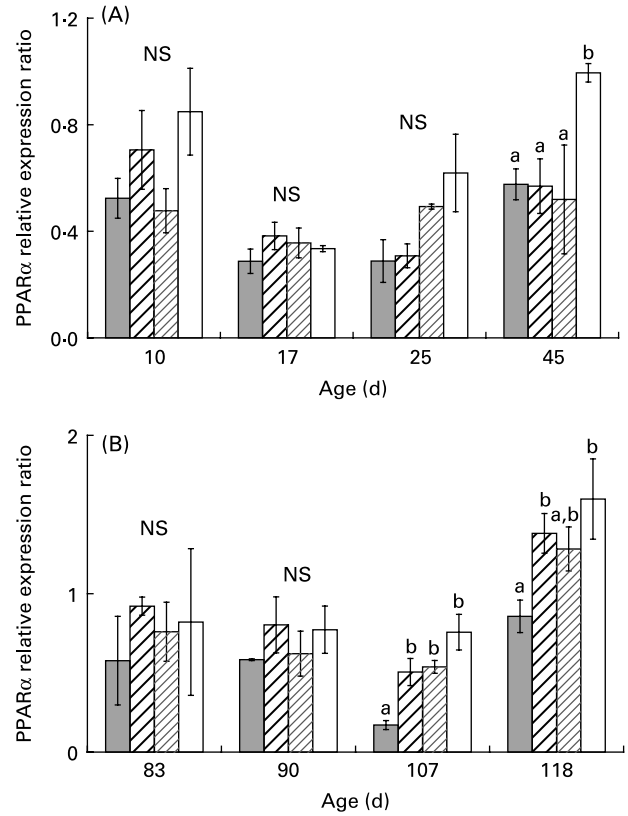 (A)
1·2
NS
b
0·8
NS
a
a
a
NS
0·4
0·0
10
17
25
45
Age (d)
PPARα relative expression ratio
(B)
2
b
b
a,b
NS
a
NS
1
b
b
b
a
0
83
90
107
118
Age (d)
PPARα relative expression ratio